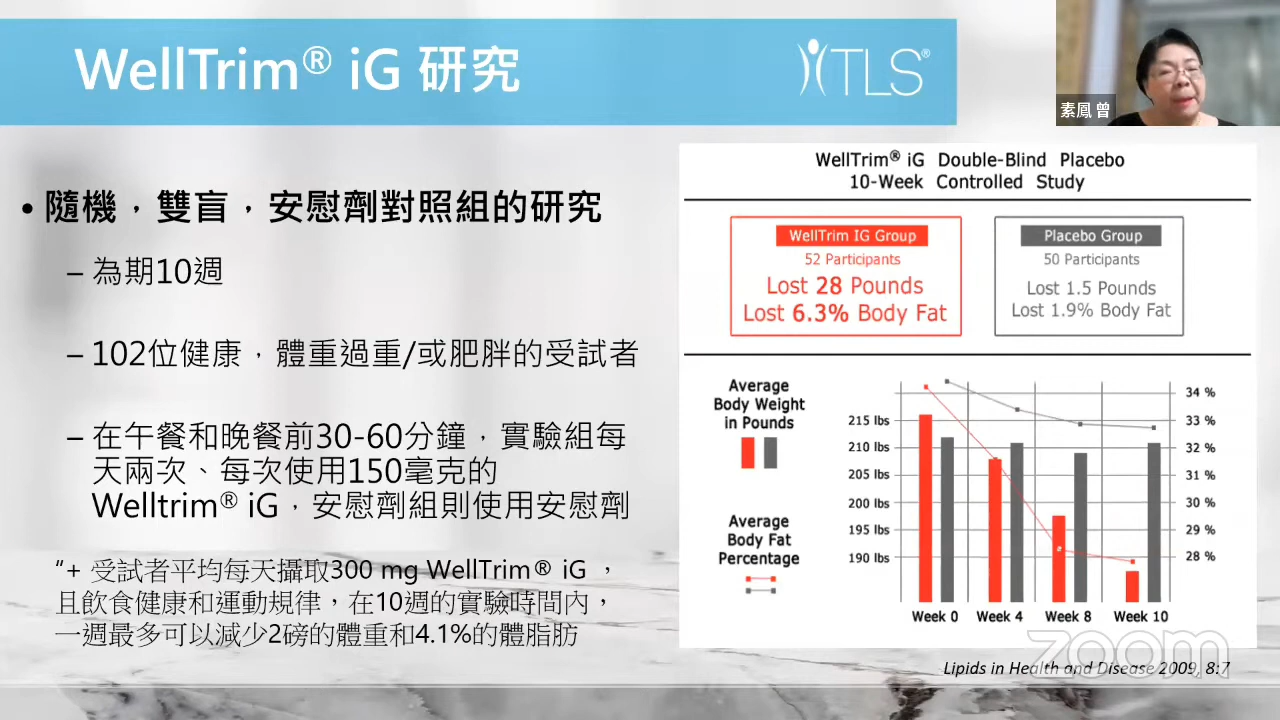 WellTrim® iG 研究
TLS®
素鳳 曾
• 隨機，雙盲，安慰劑對照組的研究
– 為期10週
– 102位健康，體重過重/或肥胖的受試者
– 在午餐和晚餐前30-60分鐘，實驗組每
天兩次、每次使用150毫克的
Welltrim® iG，安慰劑組則使用安慰劑
"+ 受試者平均每天攝取300 mg WellTrim® iG ，
且飲食健康和運動規律，在10週的實驗時間內，
一週最多可以減少2磅的體重和4.1%的體脂肪
WellTrim® iG Double-Blind Placebo
10-Week Controlled Study
WellTrim IG Group
52 Participants
Lost 28 Pounds
Lost 6.3% Body Fat
Placebo Group
50 Participants
Lost 1.5 Pounds
Lost 1.9% Body Fat
Average
Body Weight
in Pounds
Average
Body Fat
Percentage
215 lbs
210 lbs
205 lbs
200 lbs
195 lbs
190 lbs
34 %
33 %
32 %
31 %
30 %
29 %
28 %
Week 0 Week 4 Week 8 Week 10
zoom
Lipids in Health and Disease 2009, 8:7